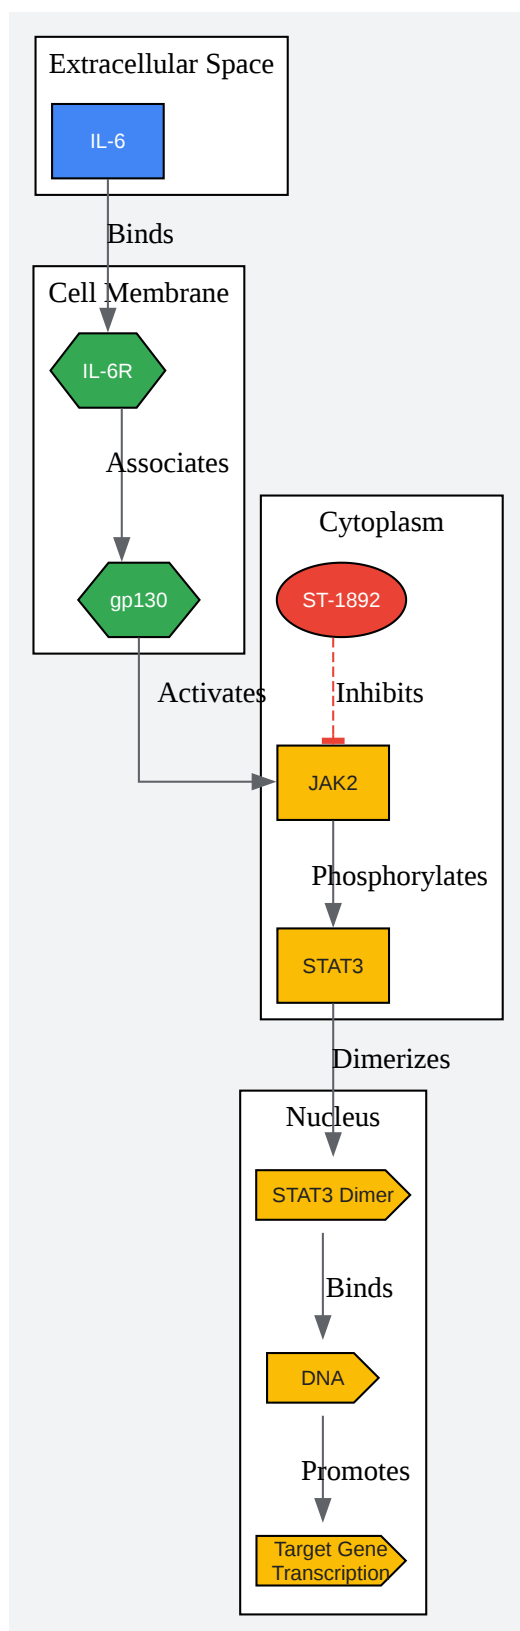 Extracellular Space
IL-6
Binds
Cell Membrane
IL-6R
Associates
gp130
Activates
Cytoplasm
ST-1892
Inhibits
JAK2
Phosphorylates
STAT3
Dimerizes
Nucleus
STAT3 Dimer
Binds
DNA
Promotes
Target Gene
Transcription